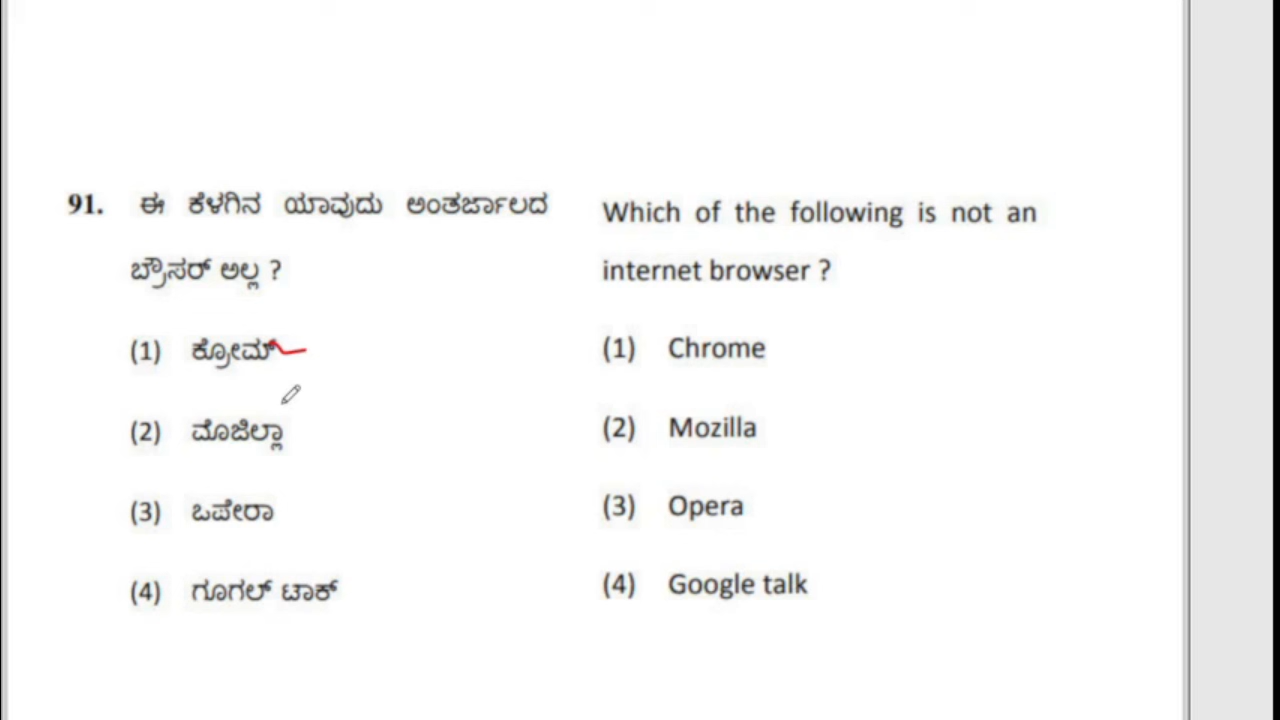 91. ಈ ಕೆಳಗಿನ ಯಾವುದು ಅಂತರ್ಜಾಲದ
ಬ್ರೌಸರ್ ಅಲ್ಲ ?
(1) ಕ್ರೋಮ್
(2) ಮೊಜಿಲ್ಲಾ
(3) ಒಪೇರಾ
(4) ಗೂಗಲ್ ಟಾಕ್
Which of the following is not an
internet browser ?
(1) Chrome
(2) Mozilla
(3) Opera
(4) Google talk